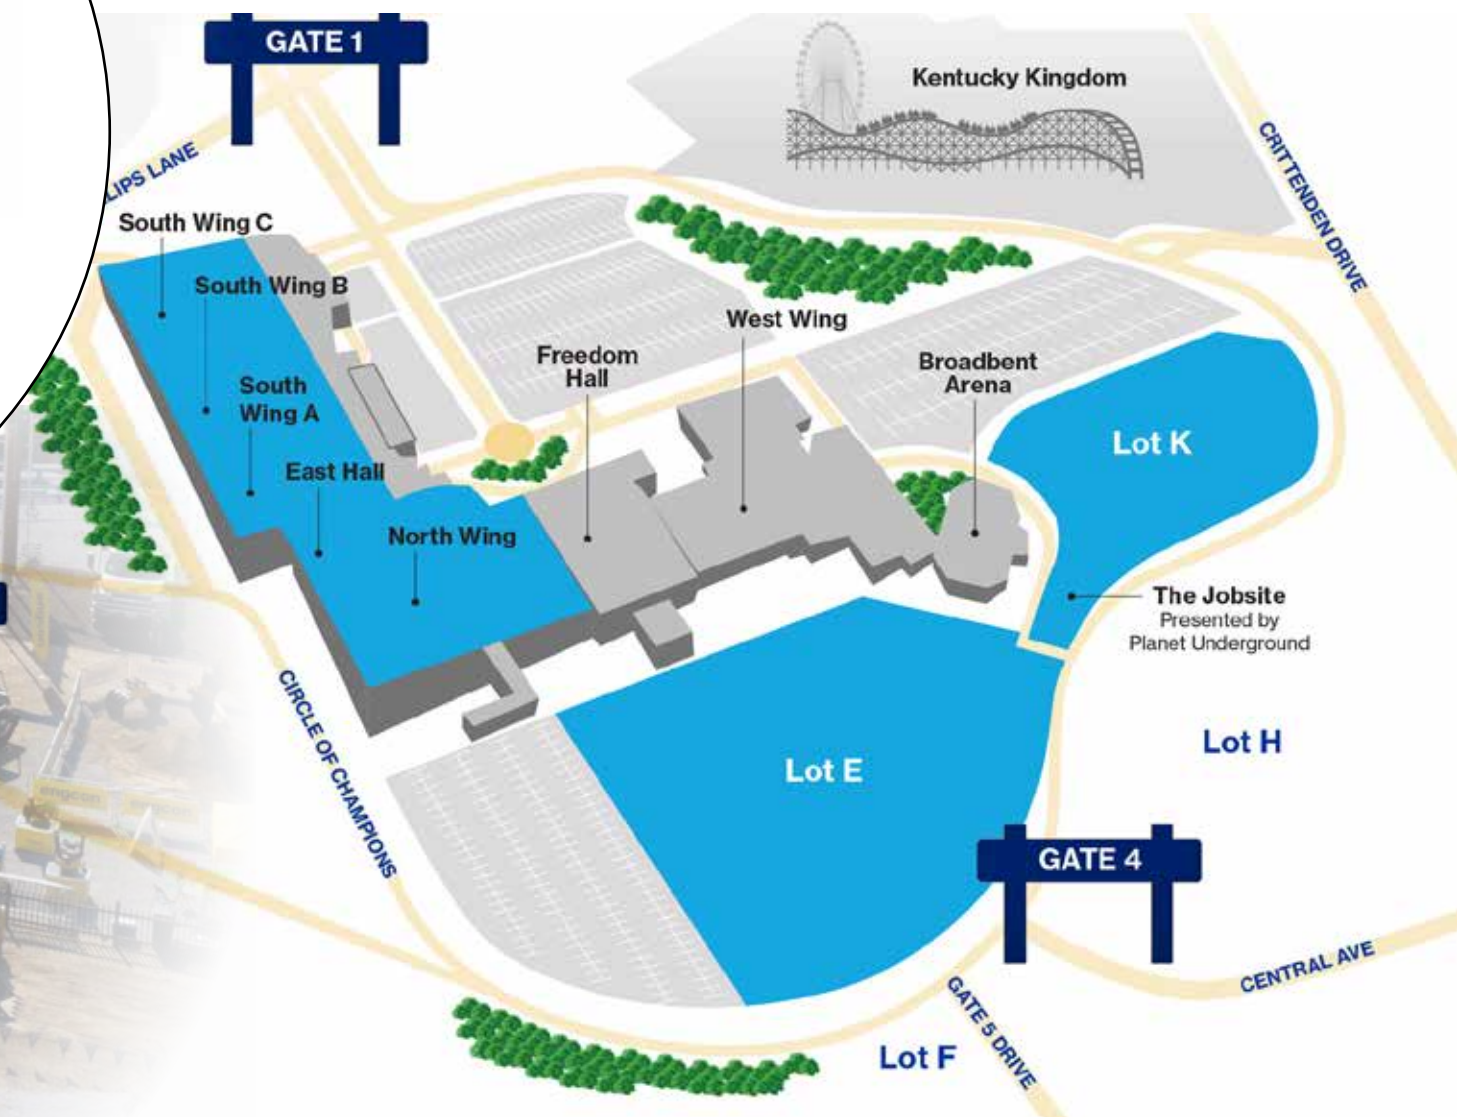 GATE 1
Kentucky Kingdom
CRITTENDEN DRIVE
LIPS LANE
South Wing C
South Wing B
West Wing
Freedom
Hall
Broadbent
Arena
South
Wing A
Lot K
East Hall
North Wing
The Jobsite
Presented by
Planet Underground
CIRCLE OF CHAMPIONS
Lot H
Lot E
engcon
GATE 4
CENTRAL AVE
GATE 5 DRIVE
Lot F